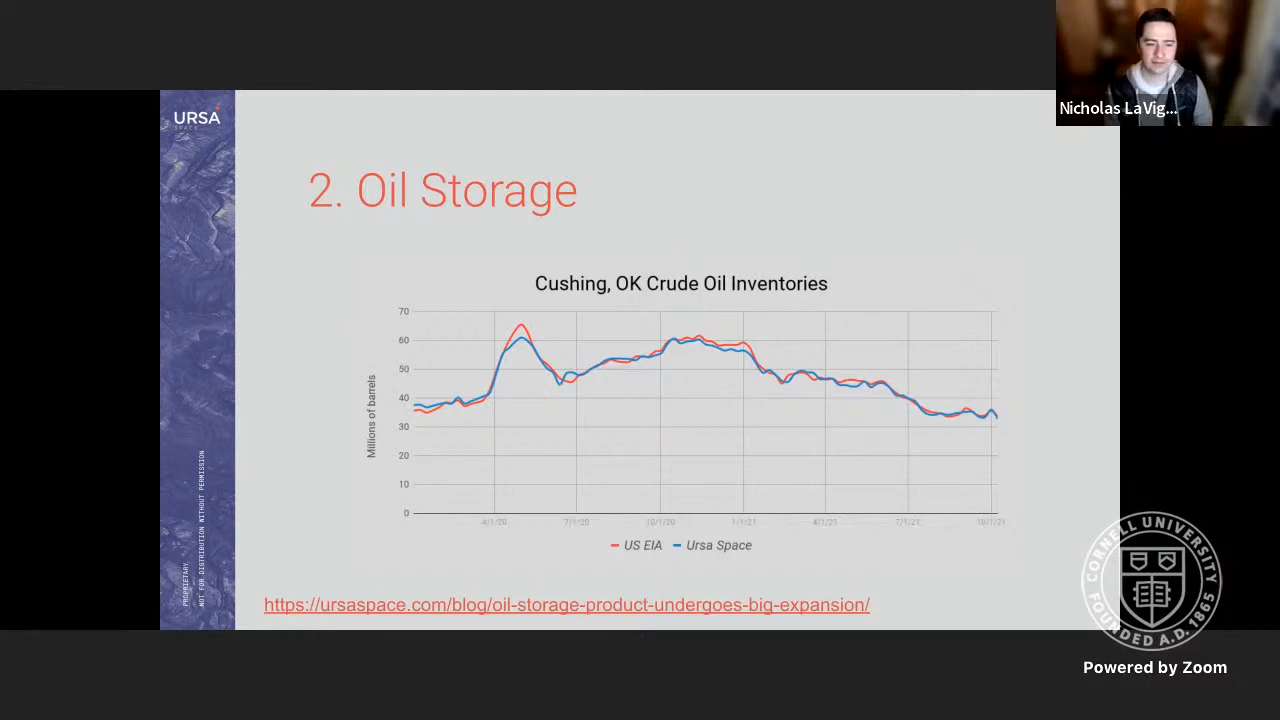 Nicholas LaVig...
URSA
SPACE
2. Oil Storage
Cushing, OK Crude Oil Inventories
Millions of barrels
70
60
50
40
30
20
10
0
4/1/20 7/1/20 10/1/20 1/1/21 4/1/21 7/1/21 10/1/21
US EIA Ursa Space
https://ursaspace.com/blog/oil-storage-product-undergoes-big-expansion/
PROPRIETARY
NOT FOR DISTRIBUTION WITHOUT PERMISSION
CORNELL UNIVERSITY
FOUNDED A.D. 1865
Powered by Zoom